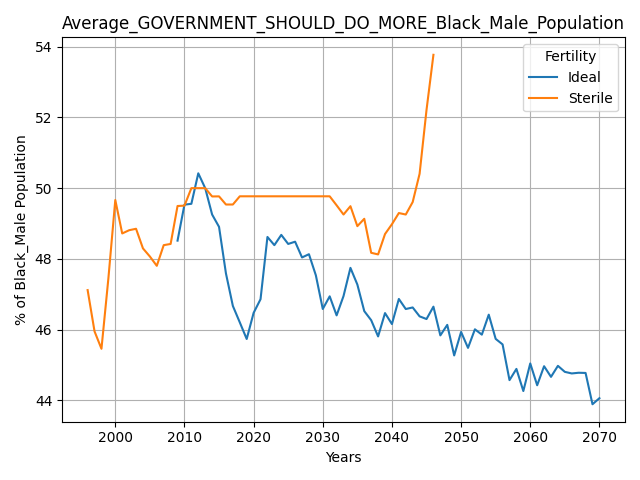 Average_GOVERNMENT_SHOULD_DO_MORE_Black_Male_Population
Fertility
Ideal
Sterile
% of Black_Male Population
54
52
50
48
46
44
2000 2010 2020 2030 2040 2050 2060 2070
Years